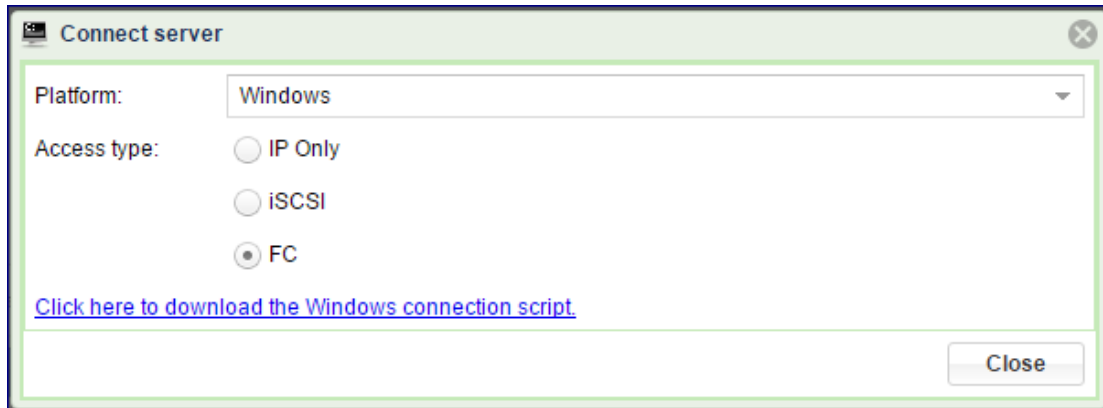 Connect server
Platform: Windows
Access type: IP Only
iSCSI
FC
Click here to download the Windows connection script.
Close